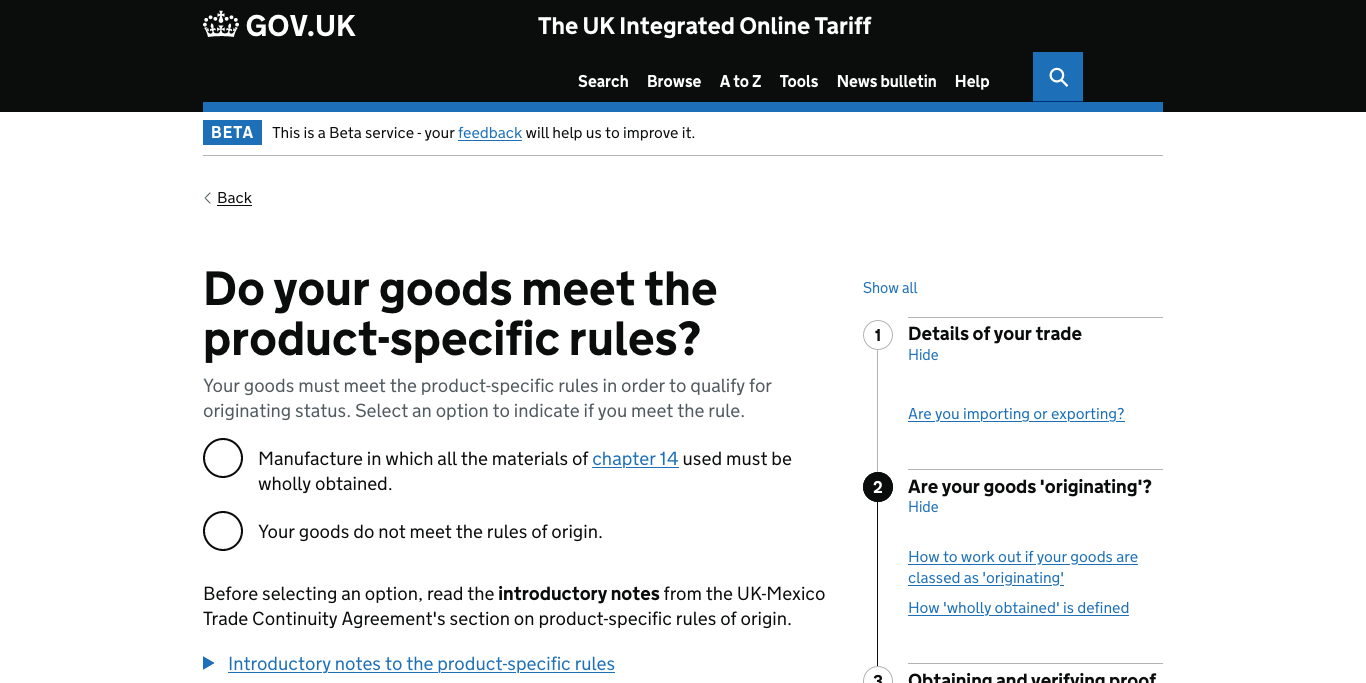 GOV.UK
The UK Integrated Online Tariff
Search Browse A to Z Tools News bulletin Help
BETA This is a Beta service - your feedback will help us to improve it.
Back
Do your goods meet the
product-specific rules?
Your goods must meet the product-specific rules in order to qualify for
originating status. Select an option to indicate if you meet the rule.
Manufacture in which all the materials of chapter 14 used must be
wholly obtained.
Your goods do not meet the rules of origin.
Before selecting an option, read the introductory notes from the UK-Mexico
Trade Continuity Agreement's section on product-specific rules of origin.
Introductory notes to the product-specific rules
Show all
1 Details of your trade
Hide
Are you importing or exporting?
2 Are your goods 'originating'?
Hide
How to work out if your goods are
classed as 'originating'
How 'wholly obtained' is defined
3 Obtaining and verifying proof